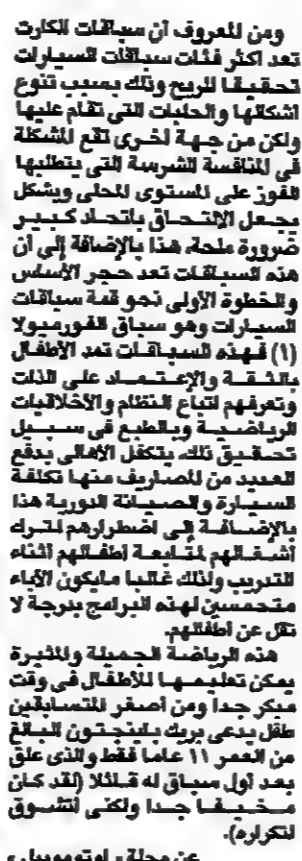 ومن المعروف أن سباقات الكارت
تعد اكثر فئات سباقات السيارات
تحقيقا للربح وذلك بسبب تنوع
اشكالها والحلبات التى تقام عليها
ولكن من جهة اخرى تقع المشكلة
فى المنافسة الشرسة التى يتطلبها
الفوز على المستوى المحلى وبشكل
يجعل الإلتحاق باتحاد كبير
ضرورة ملحة، هذا بالإضافة إلى أن
هذه السباقات تعد حجر الأساس
والخطوة الأولى نحو قمة سباقات
السيارات وهو سباق الفورميولا
(١) فهذه السباقات تمد الأطفال
بالثقة والإعتماد على الذات
وتعرفهم اتباع النظام والأخلاقيات
الرياضية وبالطبع فى سبيل
تحقيق ذلك، يتكفل الأهالى بدفع
العديد من المصاريف منها تكلفة
السيارة والصيانة الدورية هذا
بالإضافة إلى اضطرارهم لترك
أشغالهم لمتابعة اطفالهم أثناء
التدريب ولذلك غالبا مايكون الآباء
متحمسين لهذه البرامج بدرجة لا
تقل عن أطفالهم.
هذه الرياضة الجميلة والمثيرة
يمكن تعليمها للأطفال فى وقت
مبكر جدا ومن أصغر المتسابقين
طفل يدعى بريك بلينجتون البالغ
من العمر ١١ عاما فقط والذى علق
بعد أول سباق له قائلا (لقد كان
مخيفا جدا ولكنى أتشوق
لتكراره).
عن مجلة «اوتوموبيل»